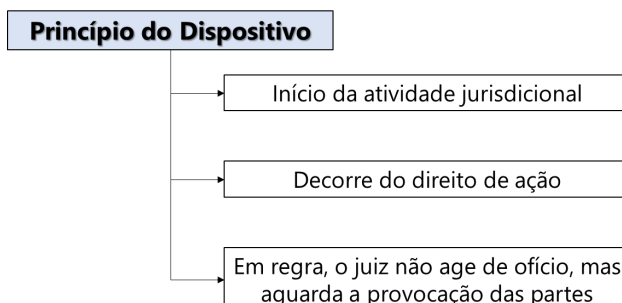 Princípio do Dispositivo
Início da atividade jurisdicional
Decorre do direito de ação
Em regra, o juiz não age de ofício, mas
aguarda a provocação das partes